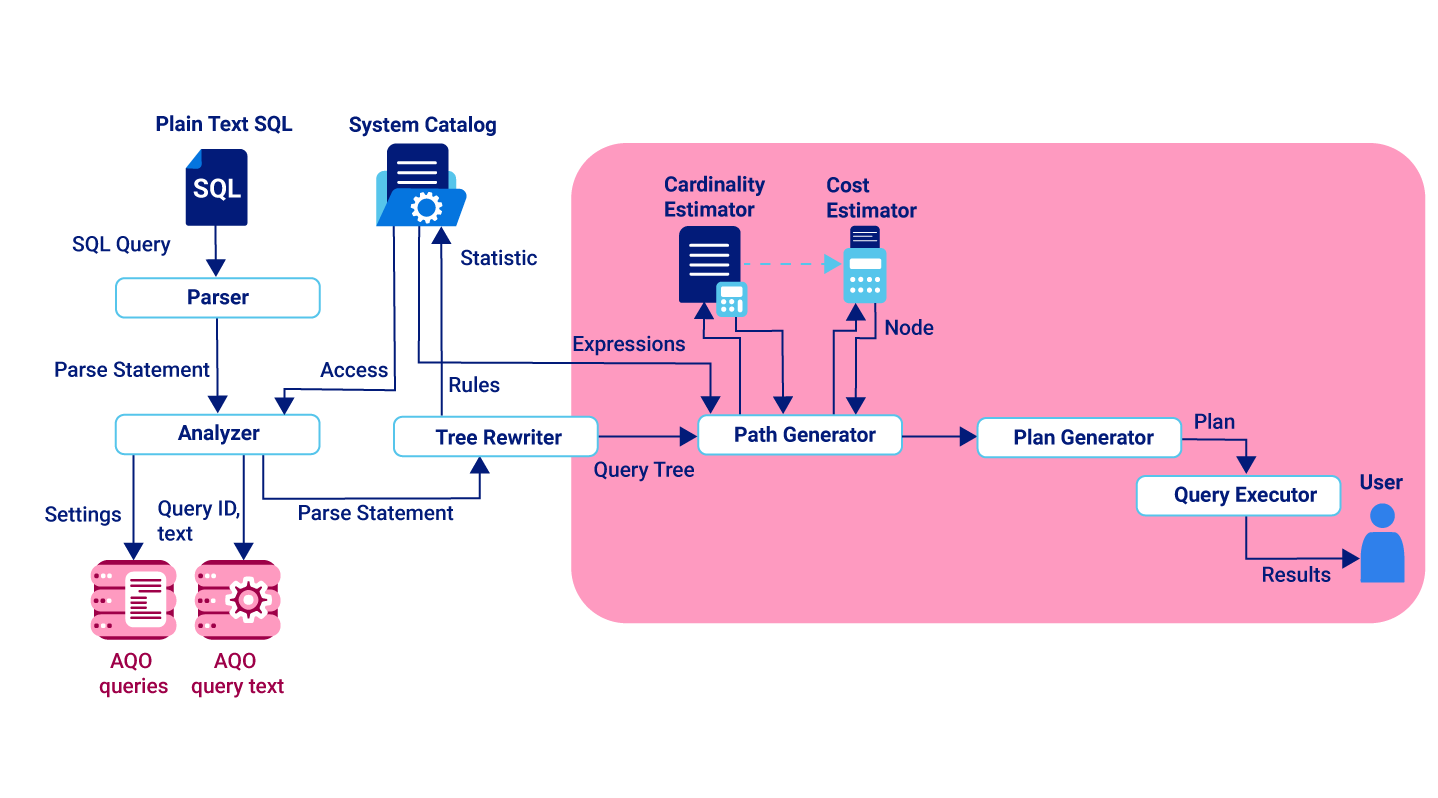 Plain Text SQL
System Catalog
SQL
Cardinality
Estimator
Cost
Estimator
SQL Query
Statistic
Parser
Node
Expressions
Parse Statement
Access
Rules
Analyzer
Tree Rewriter
Path Generator
Plan Generator
Plan
Query Tree
User
Query Executor
Settings
Query ID,
text
Parse Statement
Results
AQO
queries
AQO
query text